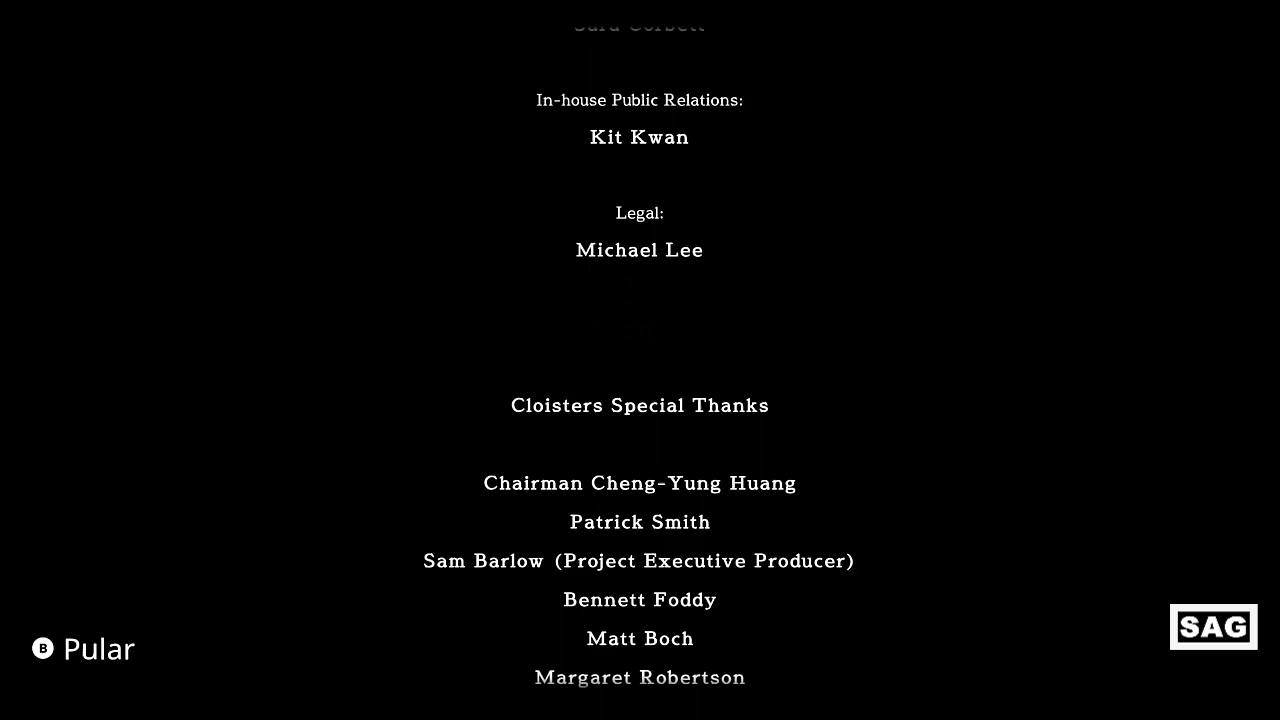 In-house Public Relations:
Kit Kwan
Legal:
Michael Lee
Cloisters Special Thanks
Chairman Cheng-Yung Huang
Patrick Smith
Sam Barlow (Project Executive Producer)
Bennett Foddy
Matt Boch
Margaret Robertson
B Pular
SAG